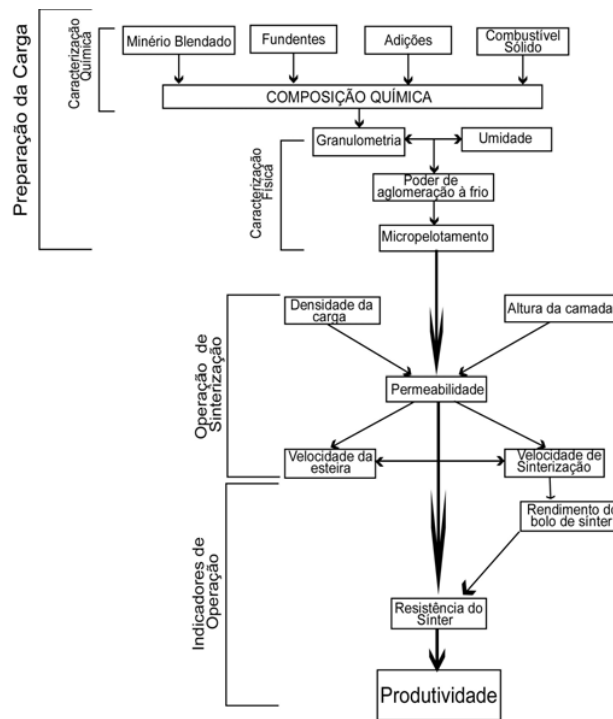 Preparação da Carga
Caracterização
Química
Minério Blendado
Fundentes
Adições
Combustível
Sólido
COMPOSIÇÃO QUÍMICA
Caracterização
Física
Granulometria
Umidade
Poder de
aglomeração à frio
Micropelotamento
Operação de
Sinterização
Densidade da
carga
Altura da camada
Permeabilidade
Velocidade da
esteira
Velocidade de
Sinterização
Indicadores de
Operação
Rendimento do
bolo de sínter
Resistência do
Sínter
Produtividade